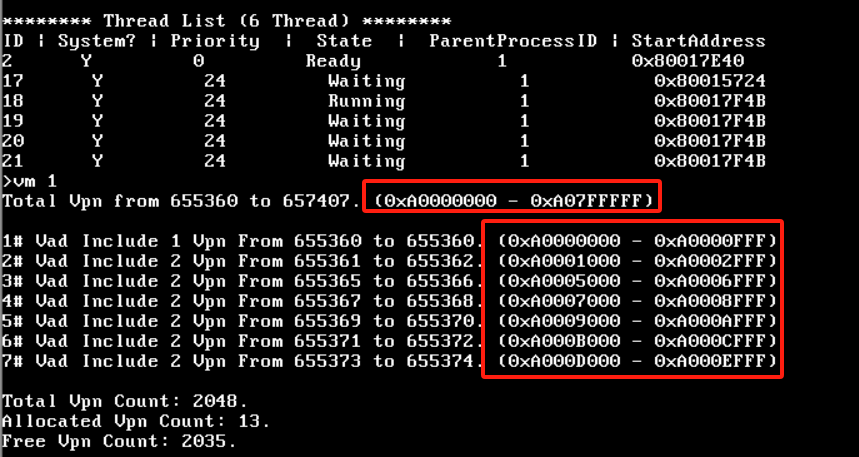 ******** Thread List (6 Thread) ********
ID | System? | Priority | State | ParentProcessID | StartAddress
2 Y 0 Ready 1 0x80017E40
17 Y 24 Waiting 1 0x80015724
18 Y 24 Running 1 0x80017F4B
19 Y 24 Waiting 1 0x80017F4B
20 Y 24 Waiting 1 0x80017F4B
21 Y 24 Waiting 1 0x80017F4B
>vm 1
Total Vpn from 655360 to 657407. (0xA0000000 - 0xA07FFFFF)
1# Vad Include 1 Vpn From 655360 to 655360. (0xA0000000 - 0xA0000FFF)
2# Vad Include 2 Vpn From 655361 to 655362. (0xA0001000 - 0xA0002FFF)
3# Vad Include 2 Vpn From 655365 to 655366. (0xA0005000 - 0xA0006FFF)
4# Vad Include 2 Vpn From 655367 to 655368. (0xA0007000 - 0xA0008FFF)
5# Vad Include 2 Vpn From 655369 to 655370. (0xA0009000 - 0xA000AFFF)
6# Vad Include 2 Vpn From 655371 to 655372. (0xA000B000 - 0xA000CFFF)
7# Vad Include 2 Vpn From 655373 to 655374. (0xA000D000 - 0xA000EFFF)
Total Vpn Count: 2048.
Allocated Vpn Count: 13.
Free Vpn Count: 2035.